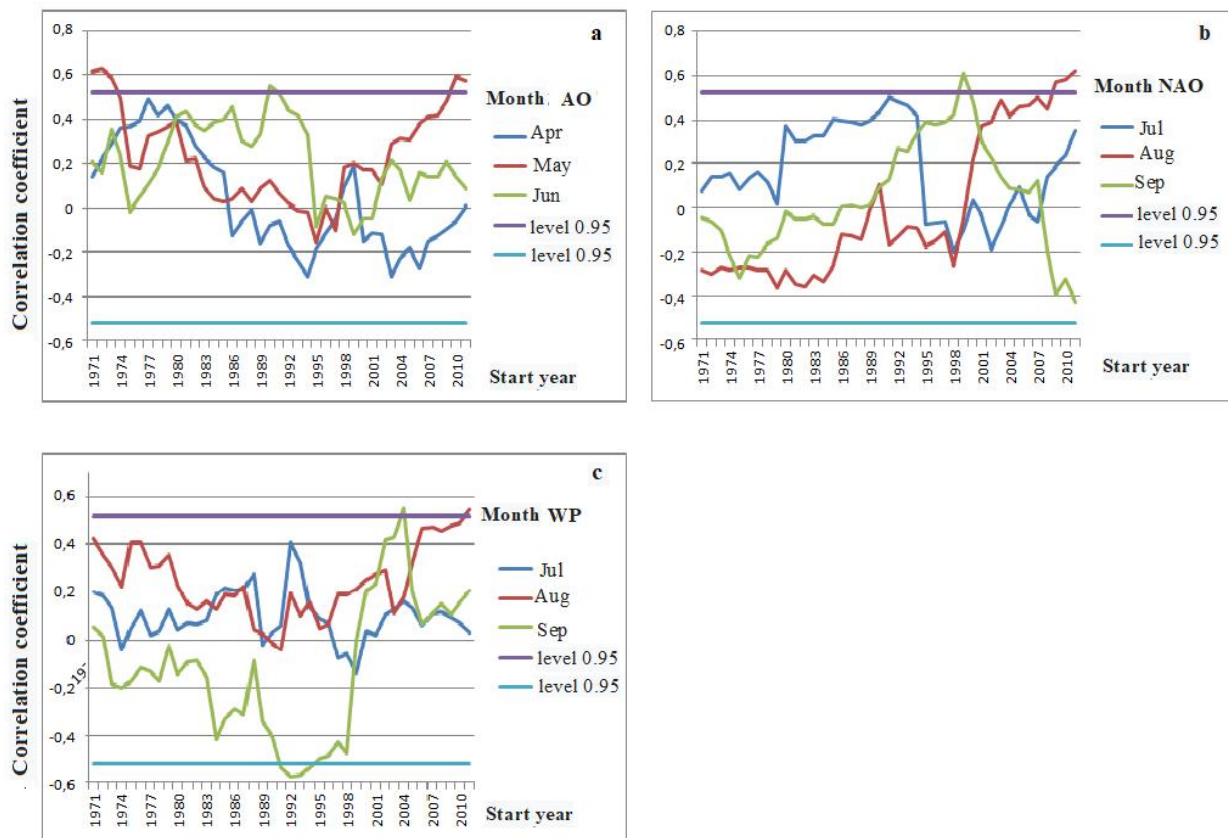 a
0,8
0,6
0,4
0,2
0
-0,2
-0,4
-0,6
Correlation coefficient
Month AO
Apr
May
Jun
level 0.95
level 0.95
1971 1974 1977 1980 1983 1986 1989 1992 1995 1998 2001 2004 2007 2010
Start year
b
0,8
0,6
0,4
0,2
0
-0,2
-0,4
-0,6
Month NAO
Jul
Aug
Sep
level 0.95
level 0.95
1971 1974 1977 1980 1983 1986 1989 1992 1995 1998 2001 2004 2007 2010
Start year
c
0,6
0,4
0,2
0
-0,2
-0,4
-0,6
Correlation coefficient
Month WP
Jul
Aug
Sep
level 0.95
level 0.95
1971 1974 1977 1980 1983 1986 1989 1992 1995 1998 2001 2004 2007 2010
Start year